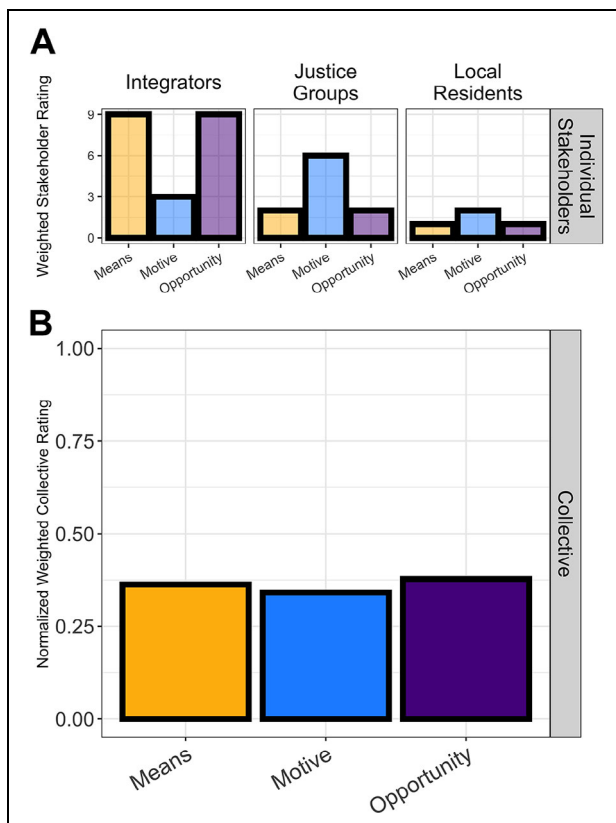 A
Integrators
Justice
Groups
Local
Residents
Weighted Stakeholder Rating
9
6
3
0
Means
Motive
Opportunity
Means
Motive
Opportunity
Means
Motive
Opportunity
Individual
Stakeholders
B
Normalized Weighted Collective Rating
1.00
0.75
0.50
0.25
0.00
Means
Motive
Opportunity
Collective